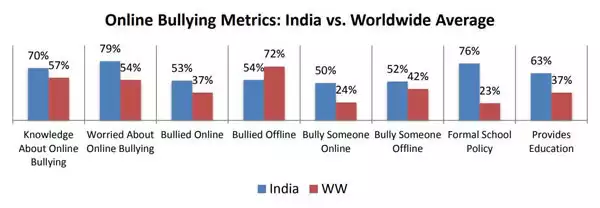 Online Bullying Metrics: India vs. Worldwide Average
70%
57%
79%
54%
53%
37%
54%
72%
50%
24%
52%
42%
76%
23%
63%
37%
Knowledge
About Online
Bullying
Worried About
Online Bullying
Bullied Online
Bullied Offline
Bully Someone
Online
Bully Someone
Offline
Formal School
Policy
Provides
Education
India
WW